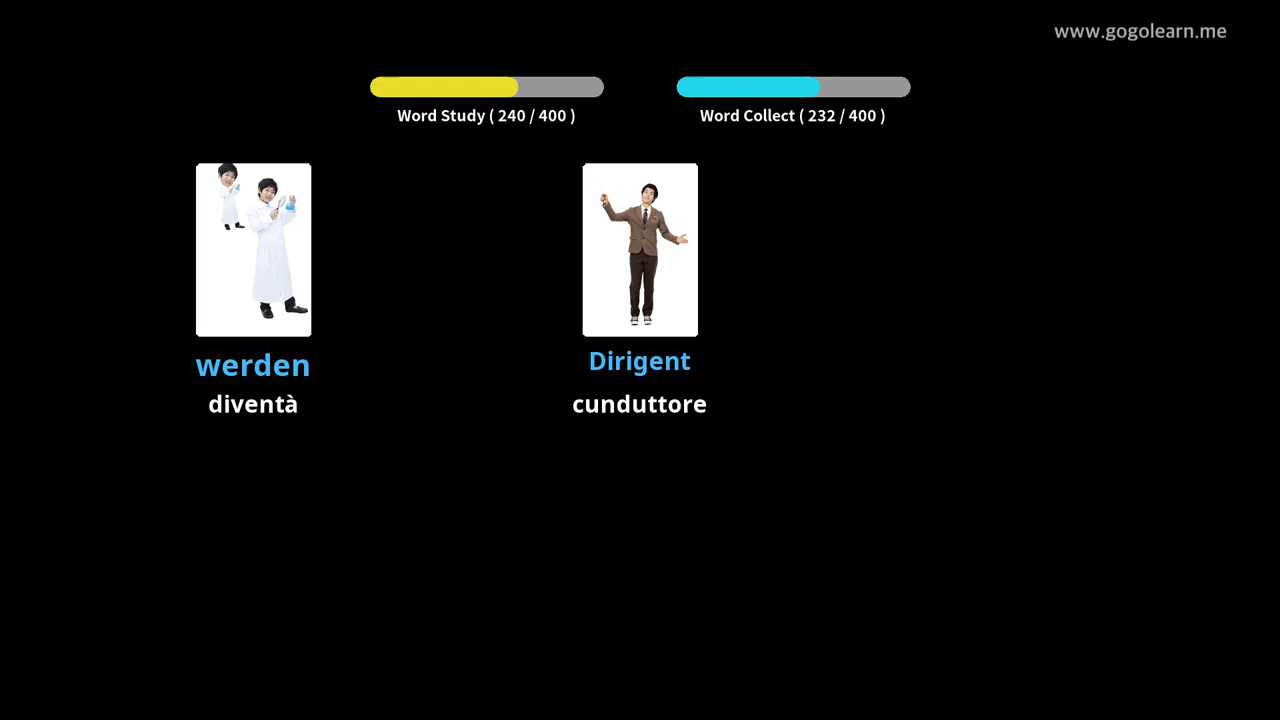 www.gogolearn.me
Word Study ( 240 / 400 )
Word Collect ( 232 / 400 )
werden
diventà
Dirigent
cunduttore